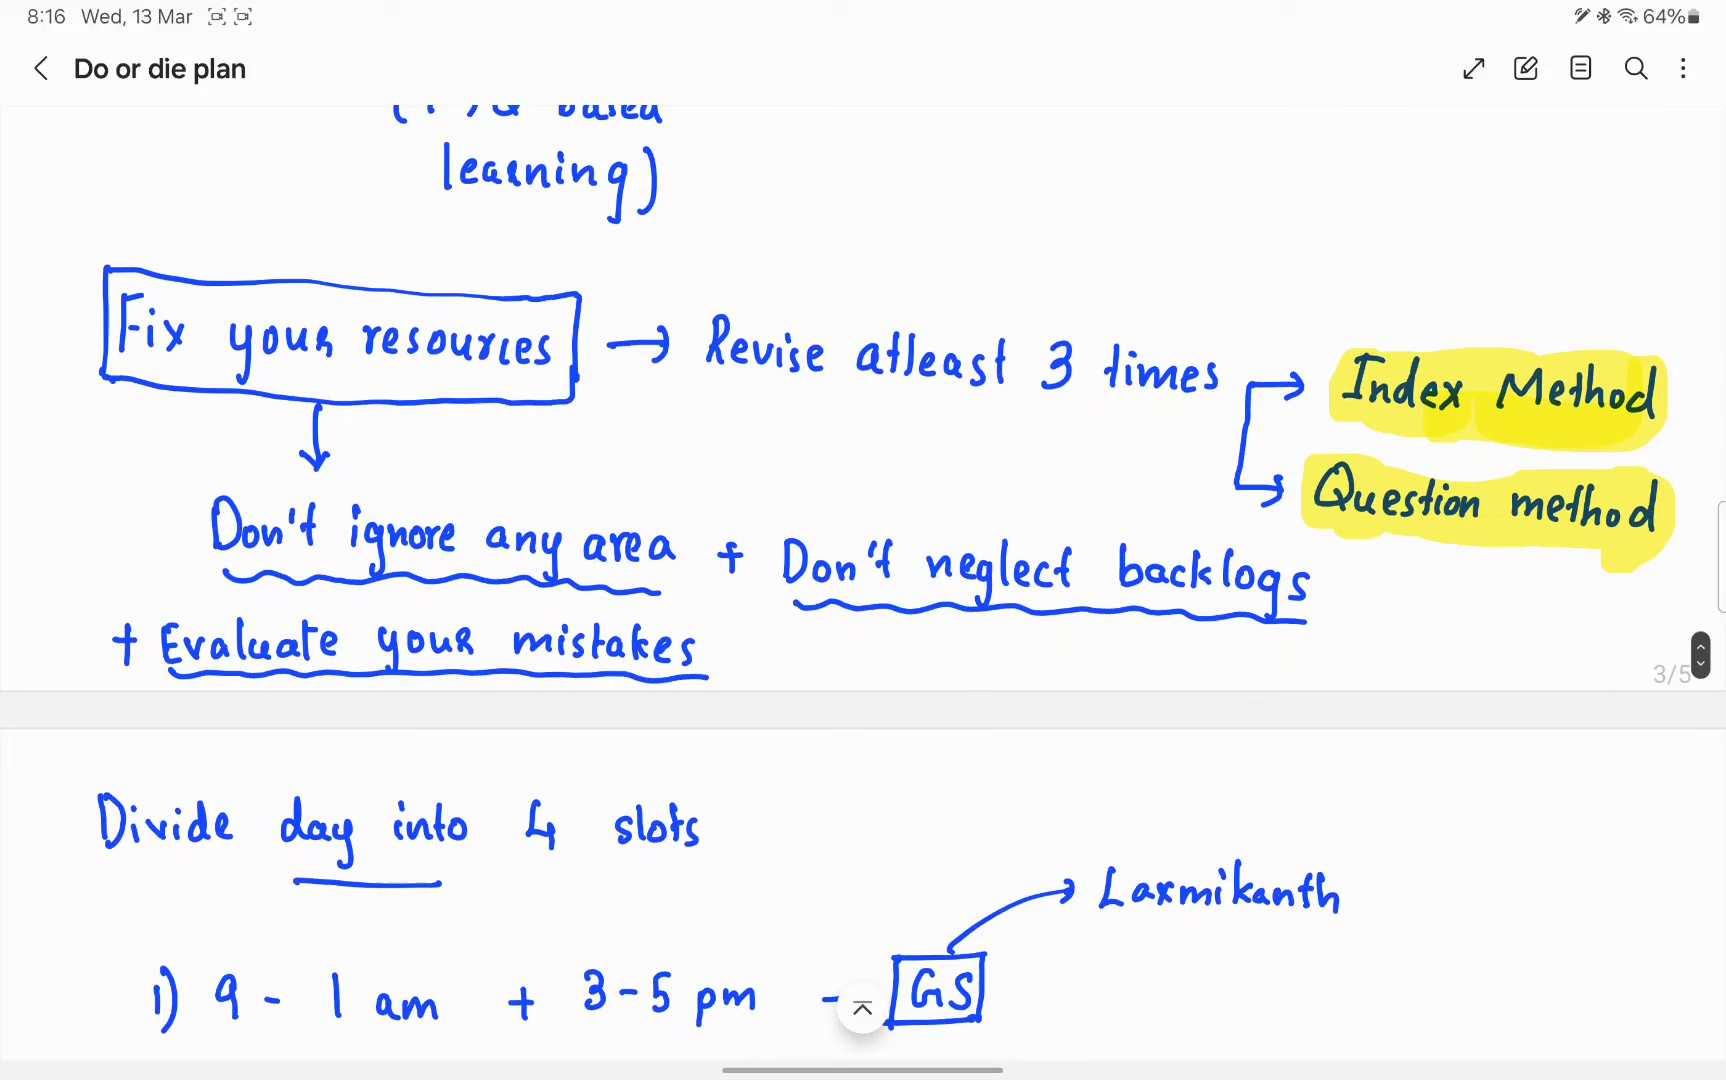 8:16 Wed, 13 Mar 64%
Do or die plan
based
learning)
Fix your resources → Revise atleast 3 times
Index Method
Question method
Don't ignore any area + Don't neglect backlogs
+ Evaluate your mistakes
3/5
Divide day into 4 slots
Laxmikanth
i) 9 - 1 am + 3-5 pm - GS